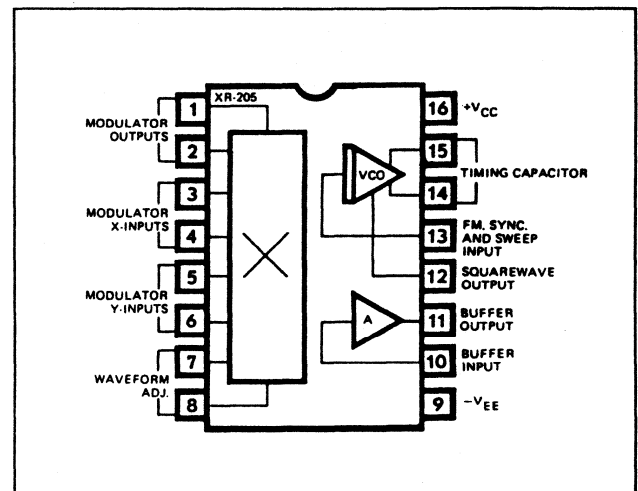 XR-205
1
MODULATOR
OUTPUTS
2
3
MODULATOR
X-INPUTS
4
5
MODULATOR
Y-INPUTS
6
7
WAVEFORM
ADJ.
8
VCO
A
16
+VCC
15
TIMING CAPACITOR
14
13
FM, SYNC.
AND SWEEP
INPUT
12
SQUAREWAVE
OUTPUT
11
BUFFER
OUTPUT
10
BUFFER
INPUT
9
-VEE